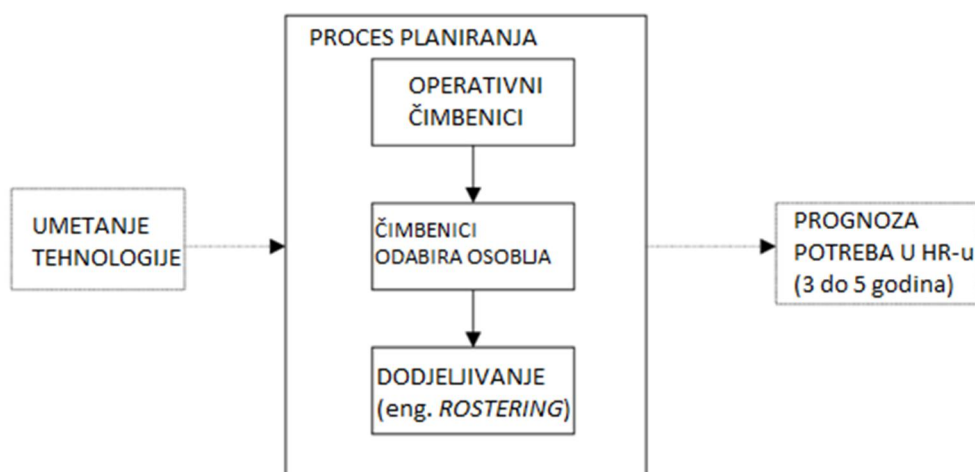 PROCES PLANIRANJA
OPERATIVNI
ČIMBENICI
UMETANJE
TEHNOLOGIJE
ČIMBENICI
ODABIRA OSOBLJA
PROGNOZA
POTREBA U HR-u
(3 do 5 godina)
DODJELJIVANJE
(eng. ROSTERING)